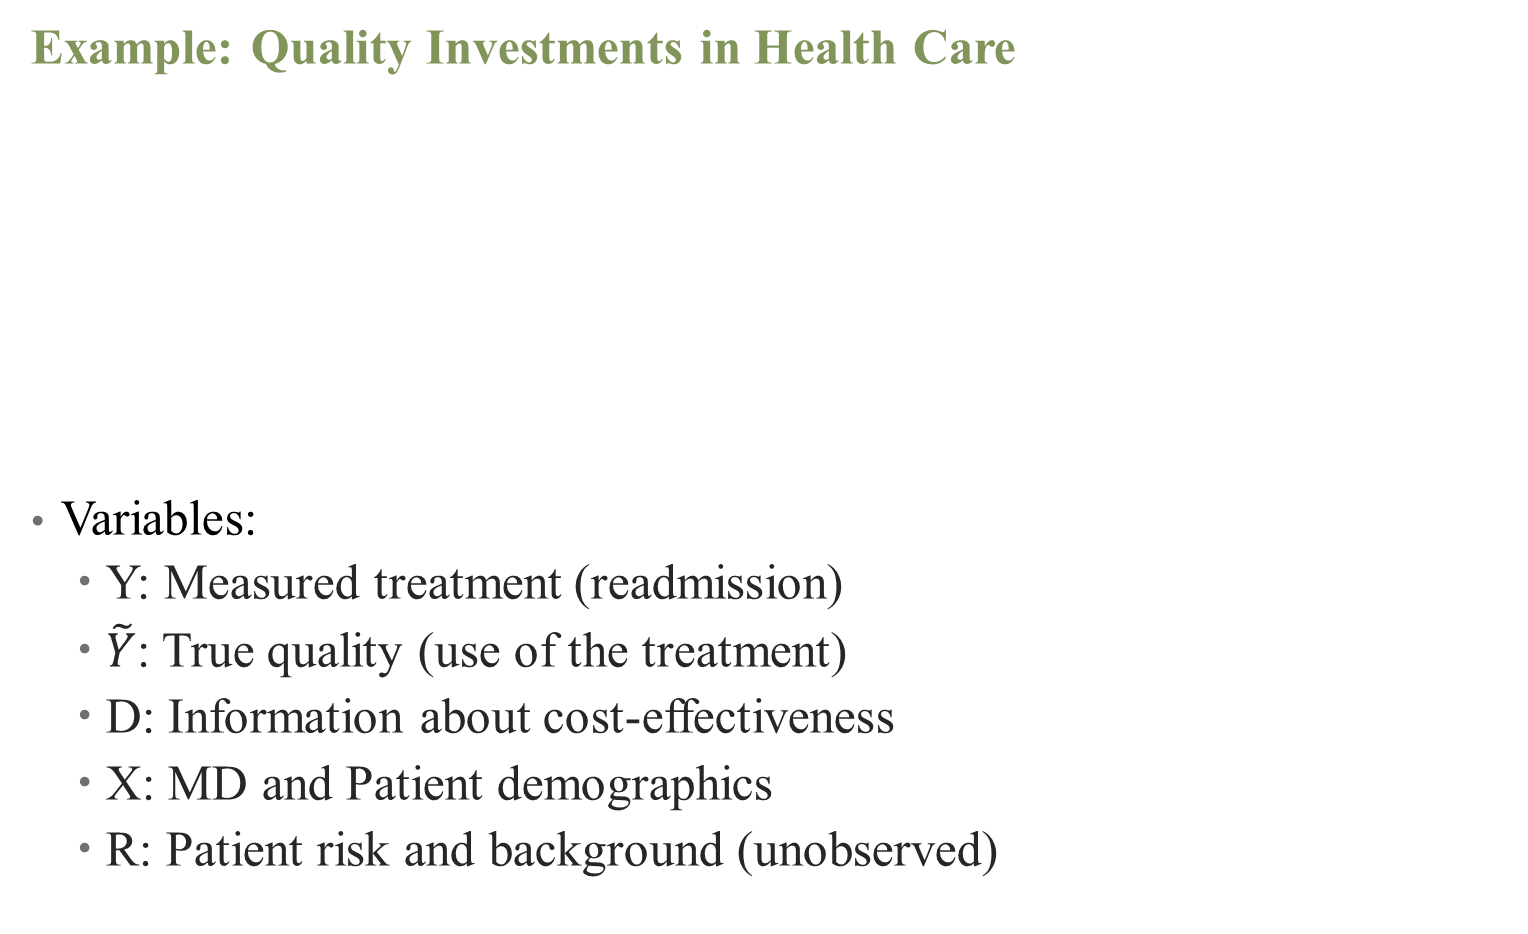 Example: Quality Investments in Health Care
• Variables:
• Y: Measured treatment (readmission)
• Ỹ: True quality (use of the treatment)
• D: Information about cost-effectiveness
• X: MD and Patient demographics
• R: Patient risk and background (unobserved)